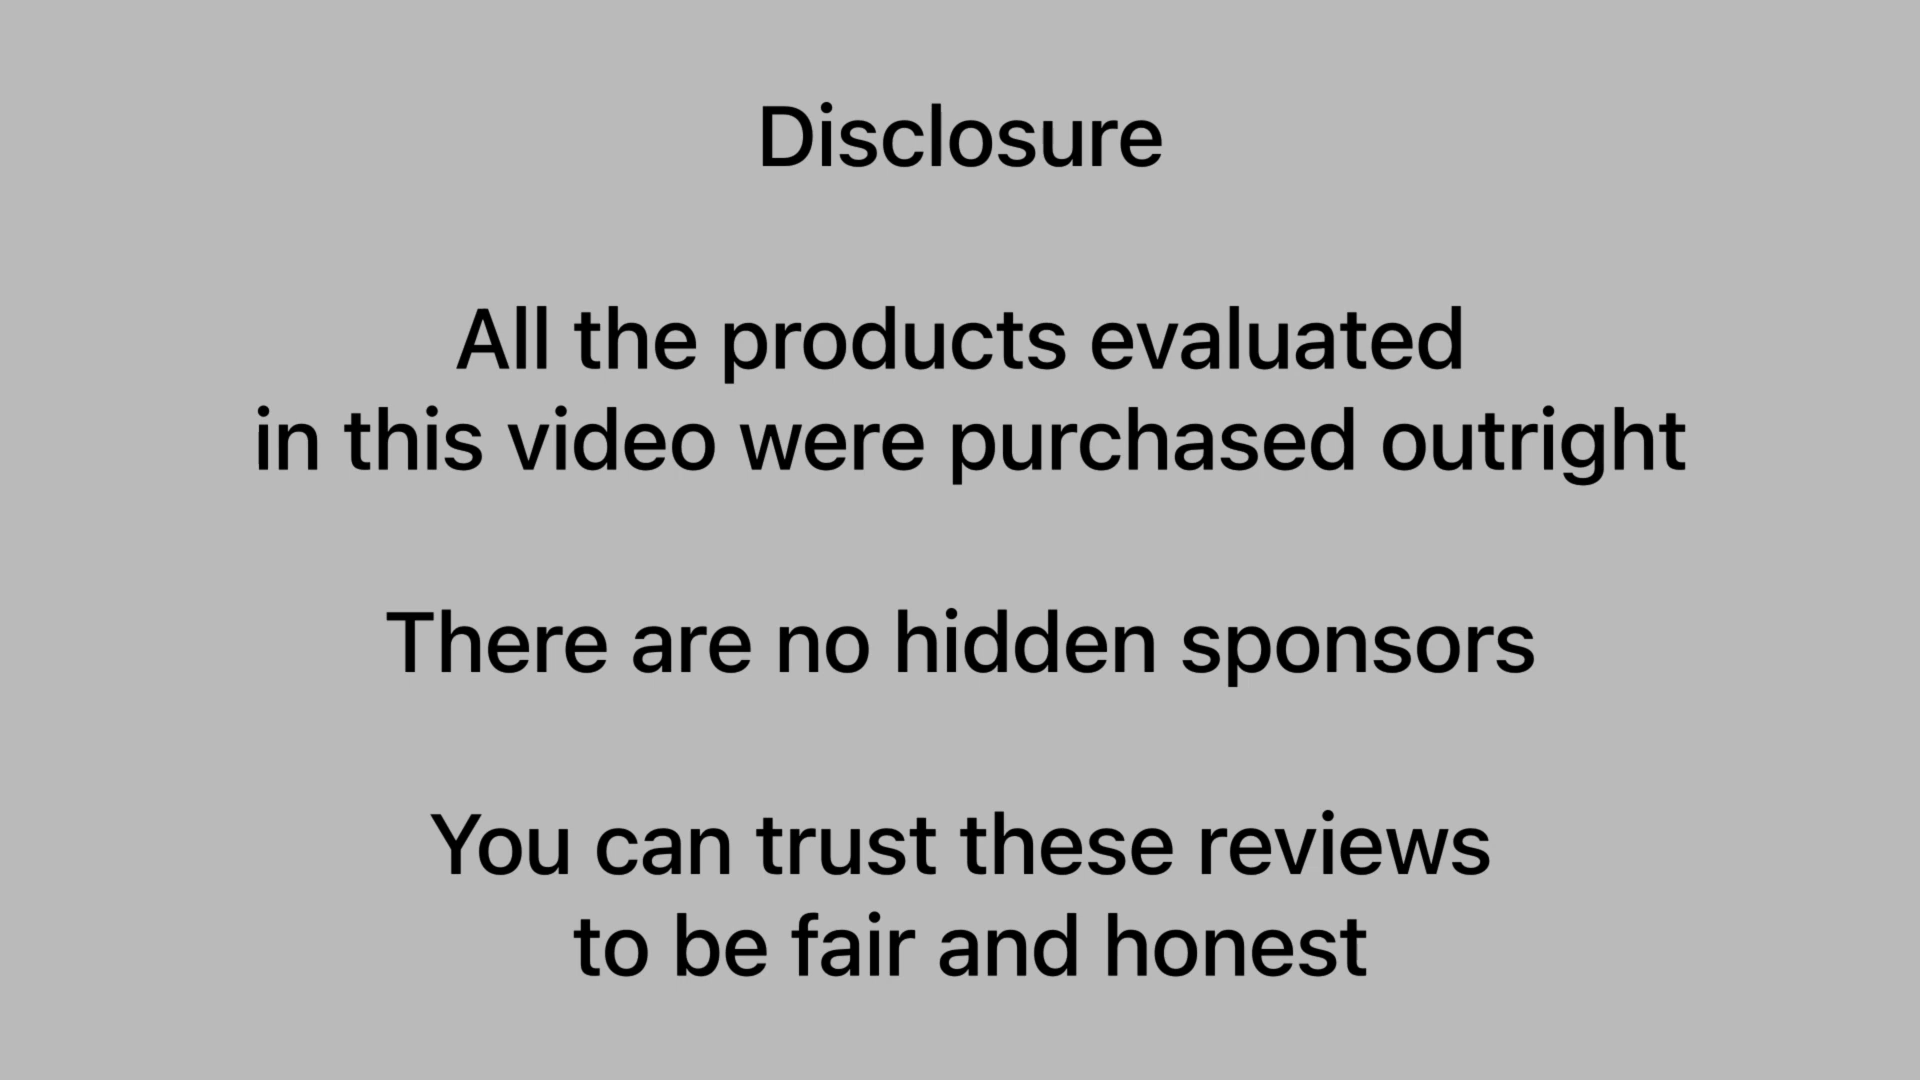 Disclosure
All the products evaluated
in this video were purchased outright
There are no hidden sponsors
You can trust these reviews
to be fair and honest